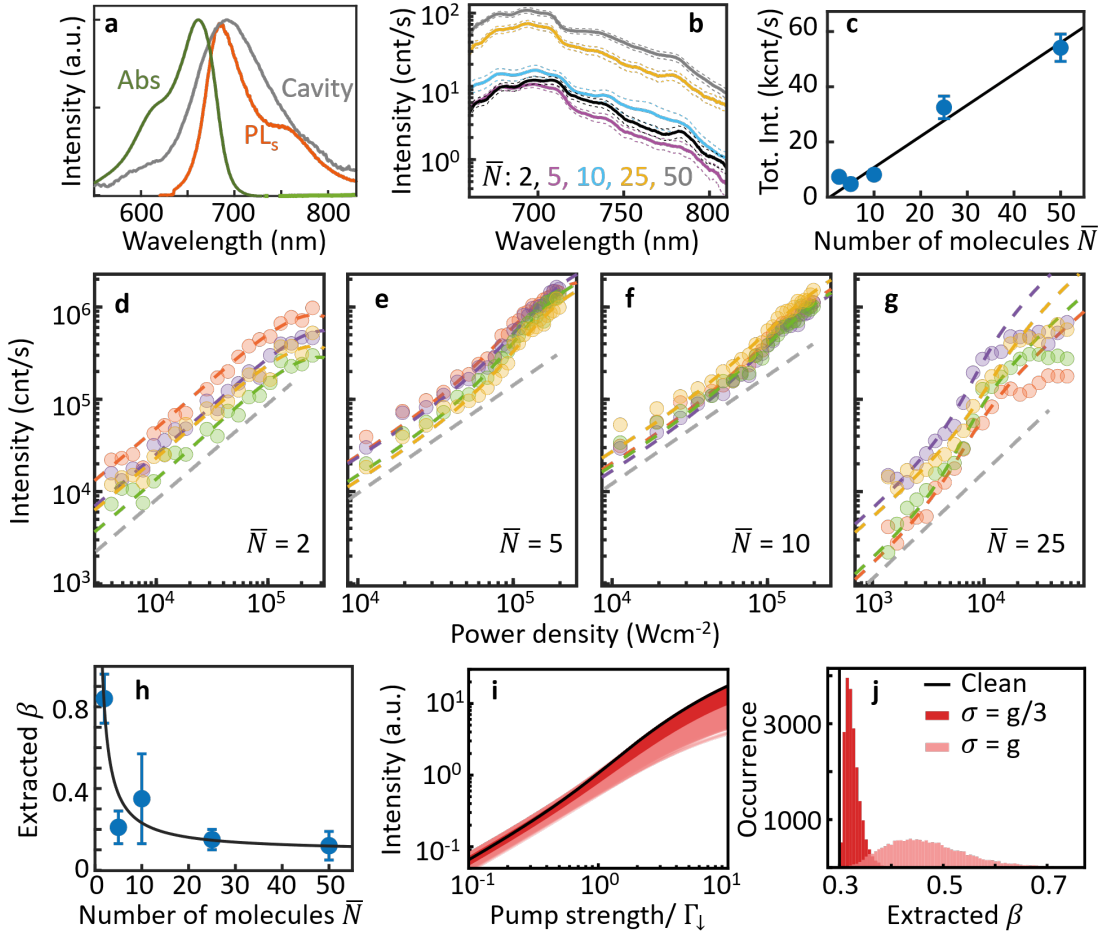 a
Abs
Cavity
PLs
Intensity (a.u.)
600 700 800
Wavelength (nm)
b
10² 10¹ 10⁰
Intensity (cnt/s)
N̅: 2, 5, 10, 25, 50
700 750 800
Wavelength (nm)
c
60 40 20 0
Tot. Int. (kcnt/s)
10 20 30 40 50
Number of molecules N̅
d
10⁶ 10⁵ 10⁴ 10³
Intensity (cnt/s)
N̅ = 2
10⁴ 10⁵
e
N̅ = 5
10⁴ 10⁵
f
N̅ = 10
10⁴ 10⁵
g
N̅ = 25
10³ 10⁴
Power density (Wcm⁻²)
h
0.8 0.4 0
Extracted β
0 10 20 30 40 50
Number of molecules N̅
i
10¹ 10⁰ 10⁻¹
Intensity (a.u.)
10⁻¹ 10⁰ 10¹
Pump strength/ Γ↓
j
Clean
σ = g/3
σ = g
3000
1000
Occurrence
0.3 0.5 0.7
Extracted β